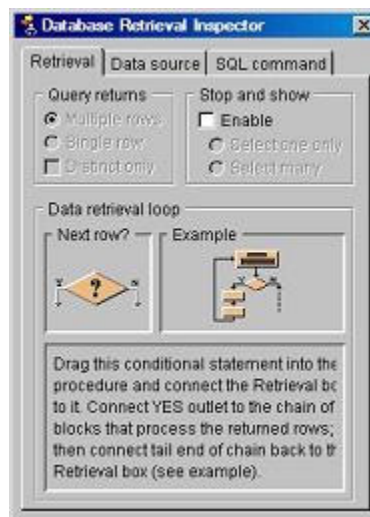 Database Retrieval Inspector
Retrieval Data source SQL command
Query returns
Multiple rows
Single row
Distinct only
Stop and show
Enable
Select one only
Select many
Data retrieval loop
Next row? Example
Y ? N
Y N
Drag this conditional statement into the
procedure and connect the Retrieval bo
to it. Connect YES outlet to the chain of
blocks that process the returned rows;
then connect tail end of chain back to th
Retrieval box (see example).